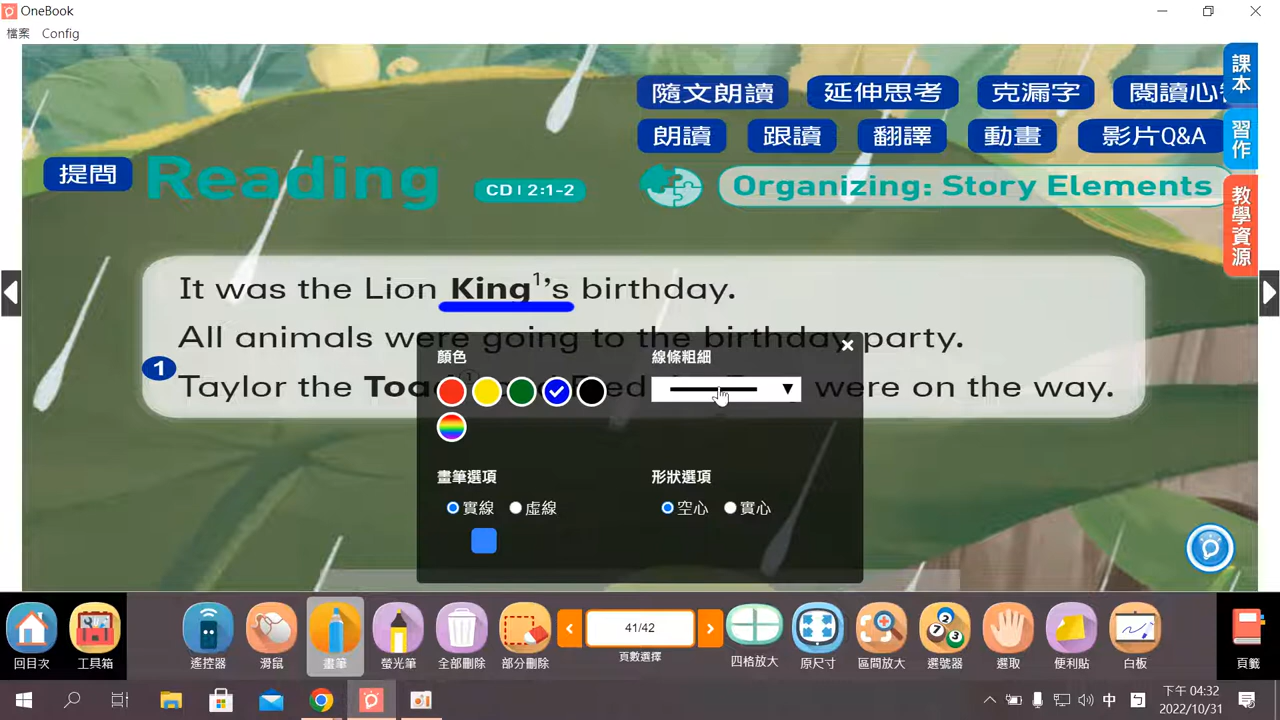 OneBook
檔案 Config
隨文朗讀 延伸思考 克漏字 閱讀心
朗讀 跟讀 翻譯 動畫 影片Q&A
課本
習作
教學資源
提問 Reading CD 2:1-2 Organizing: Story Elements
It was the Lion King¹'s birthday.
All animals were going to the birthday party.
1
Taylor the Toa were on the way.
顏色 線條粗細
畫筆選項 形狀選項
實線 虛線 空心 實心
41/42
回目次 工具箱 遙控器 滑鼠 畫筆 螢光筆 全部刪除 部分刪除 頁數選擇 四格放大 原尺寸 區間放大 選號器 選取 便利貼 白板 頁籤
2 7 3
中
下午 04:32
2022/10/31